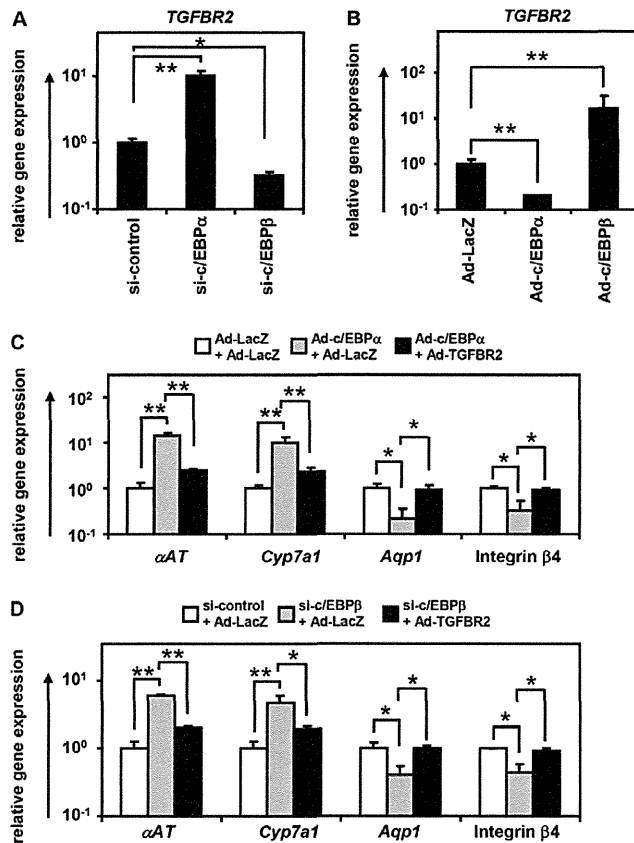 A
TGFBR2
relative gene expression
10¹
10⁰
10⁻¹
**
*
si-control
si-c/EBPα
si-c/EBPβ
B
TGFBR2
relative gene expression
10²
10¹
10⁰
10⁻¹
**
**
Ad-LacZ
Ad-c/EBPα
Ad-c/EBPβ
C
Ad-LacZ + Ad-LacZ
Ad-c/EBPα + Ad-LacZ
Ad-c/EBPα + Ad-TGFBR2
relative gene expression
10²
10¹
10⁰
10⁻¹
** **
** **
* *
* *
αAT Cyp7a1 Aqp1 Integrin β4
D
si-control + Ad-LacZ
si-c/EBPβ + Ad-LacZ
si-c/EBPβ + Ad-TGFBR2
relative gene expression
10¹
10⁰
10⁻¹
** **
** *
* *
* *
αAT Cyp7a1 Aqp1 Integrin β4